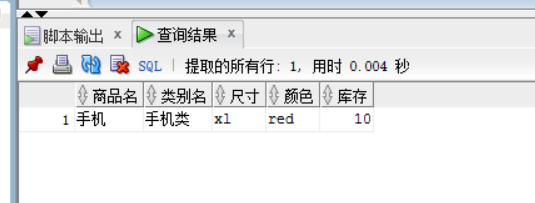 脚本输出 x 查询结果 x
SQL | 提取的所有行: 1, 用时 0.004 秒
商品名 类别名 尺寸 颜色 库存
1 手机 手机类 xl red 10